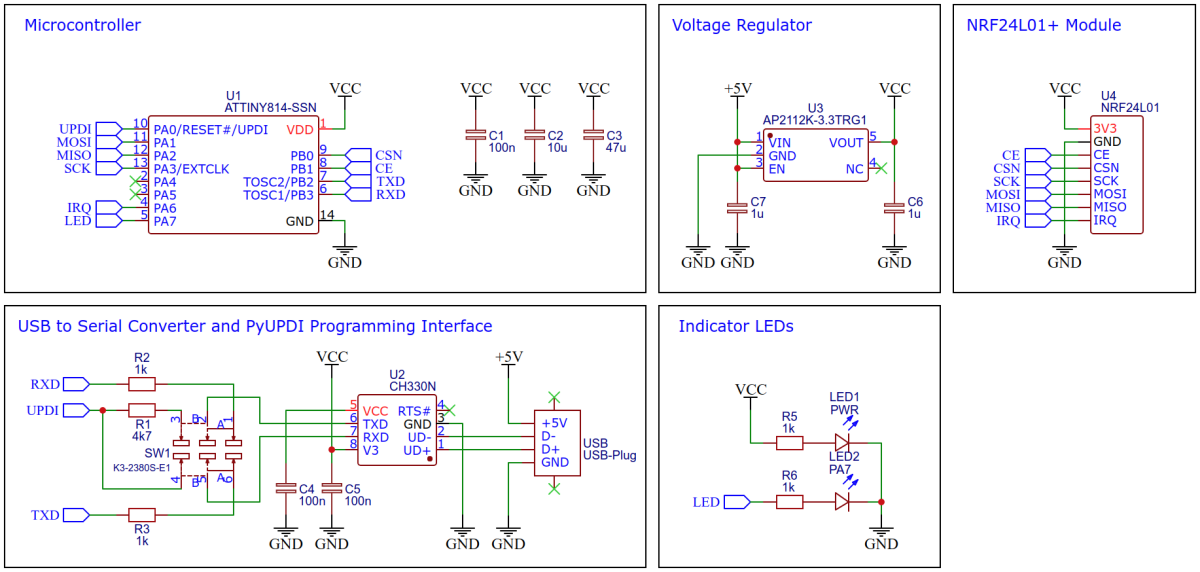 Microcontroller
U1
ATTINY814-SSN
VCC
UPDI 10 PA0/RESET#/UPDI VDD 1
MOSI 11 PA1
MISO 12 PA2 PB0 9 CSN
SCK 13 PA3/EXTCLK PB1 8 CE
2 PA4 TOSC2/PB2 7 TXD
3 PA5 TOSC1/PB3 6 RXD
IRQ 4 PA6
LED 5 PA7 GND 14
GND
VCC VCC VCC
C1 C2 C3
100n 10u 47u
GND GND GND
Voltage Regulator
+5V VCC
U3
AP2112K-3.3TRG1
1 VIN VOUT 5
2 GND
3 EN NC 4
C7 C6
1u 1u
GND GND GND
NRF24L01+ Module
VCC
U4
NRF24L01
3V3
GND
CE CE
CSN CSN
SCK SCK
MOSI MOSI
MISO MISO
IRQ IRQ
GND
USB to Serial Converter and PyUPDI Programming Interface
R2
1k
RXD
UPDI
R1
4k7
3 B 2 A 1
SW1
K3-2380S-E1
4 B 5 A 6
TXD
R3
1k
VCC
U2
CH330N
5 VCC RTS# 4
6 TXD GND 3
7 RXD UD- 2
8 V3 UD+ 1
C4 C5
100n 100n
GND GND GND GND
+5V
+5V
D-
D+
GND
USB
USB-Plug
Indicator LEDs
VCC
R5
1k
LED1
PWR
LED2
PA7
R6
1k
LED
GND